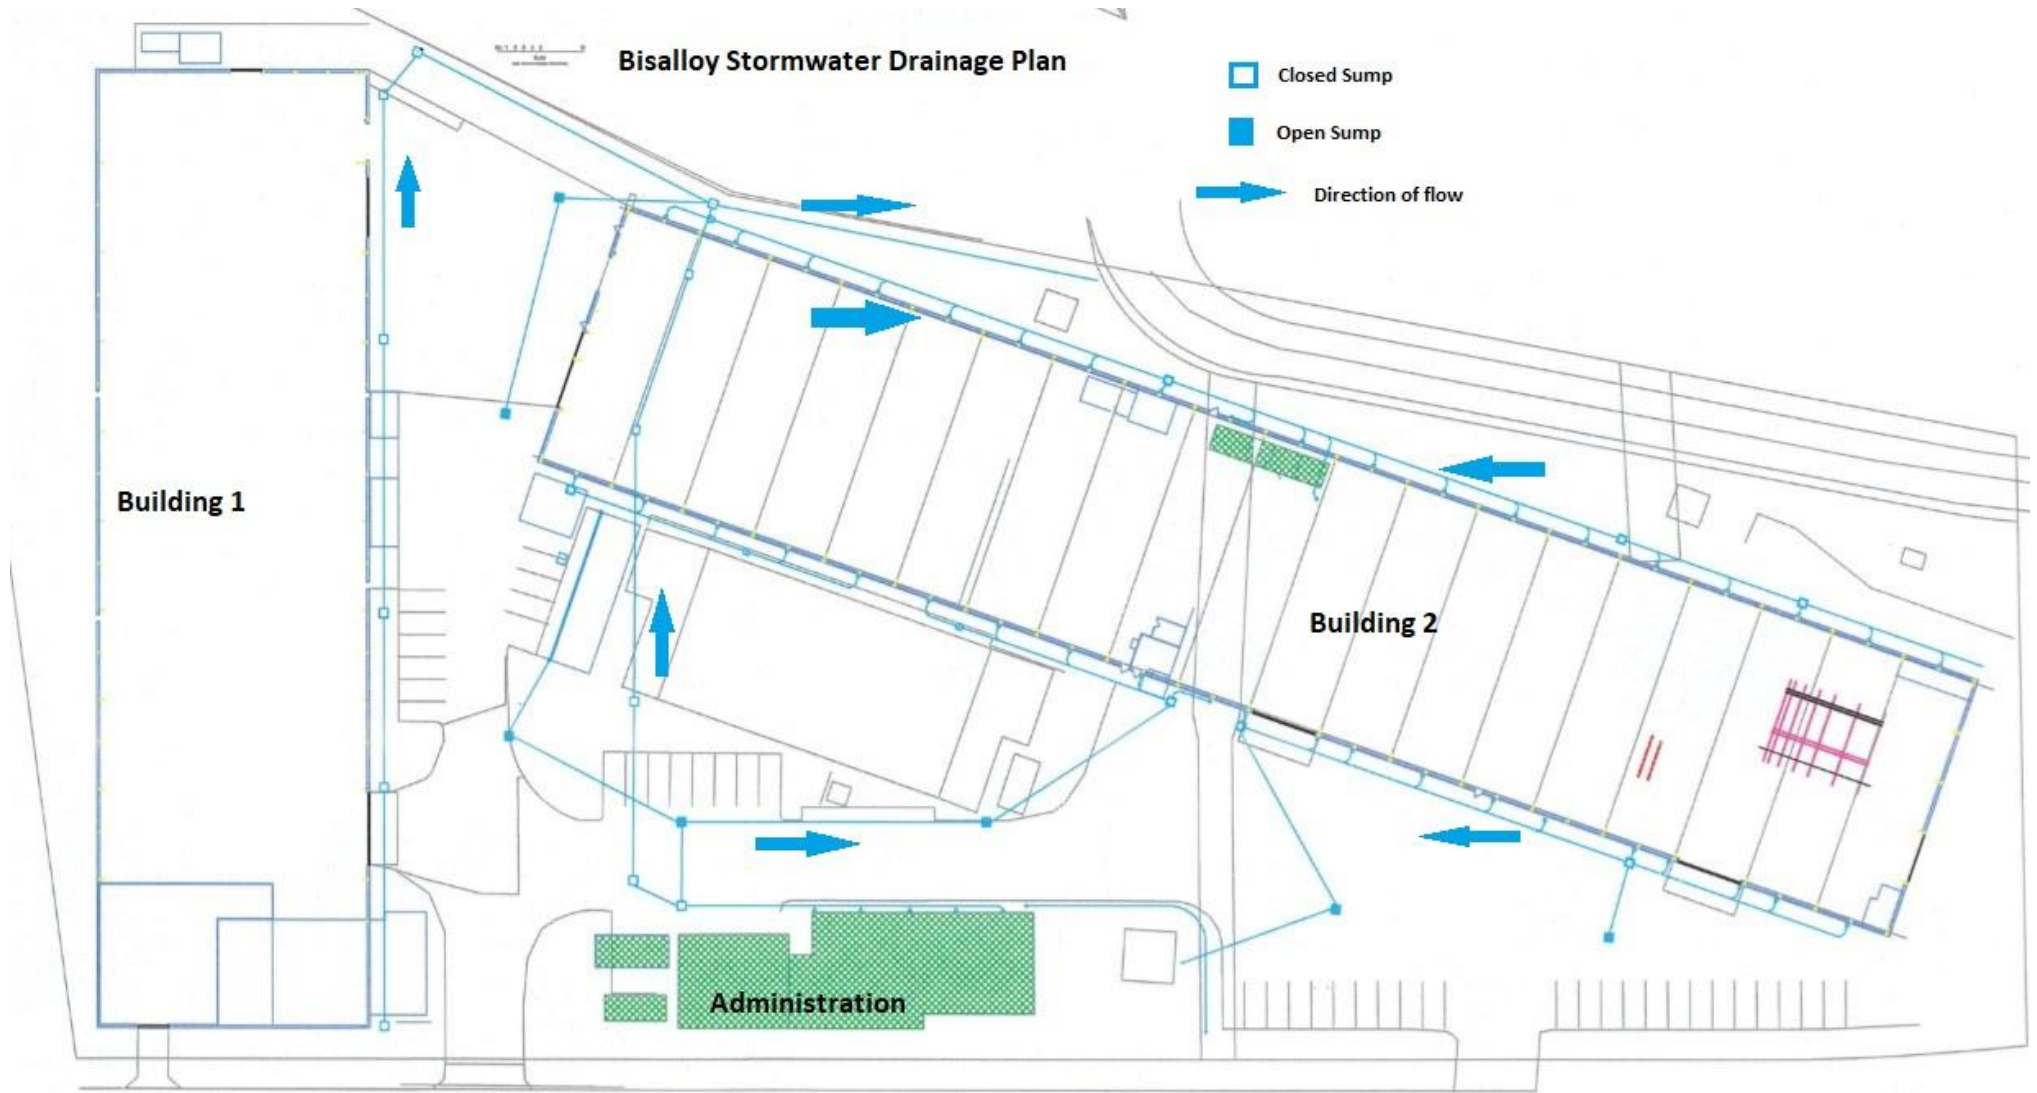 Bisalloy Stormwater Drainage Plan
Closed Sump
Open Sump
Direction of flow
Building 1
Building 2
Administration